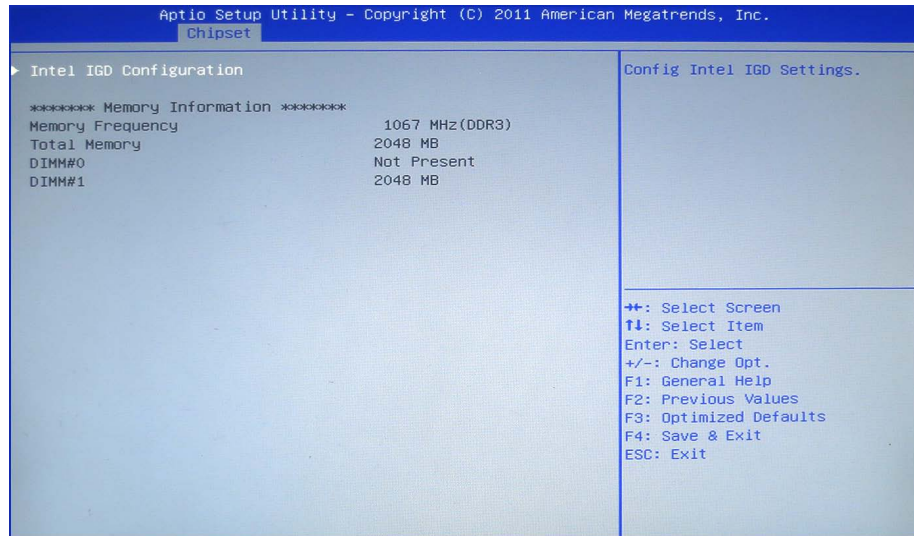 Aptio Setup Utility – Copyright (C) 2011 American Megatrends, Inc.
Chipset
▶ Intel IGD Configuration
Config Intel IGD Settings.
******* Memory Information *******
Memory Frequency 1067 MHz(DDR3)
Total Memory 2048 MB
DIMM#0 Not Present
DIMM#1 2048 MB
→←: Select Screen
↑↓: Select Item
Enter: Select
+/-: Change Opt.
F1: General Help
F2: Previous Values
F3: Optimized Defaults
F4: Save & Exit
ESC: Exit